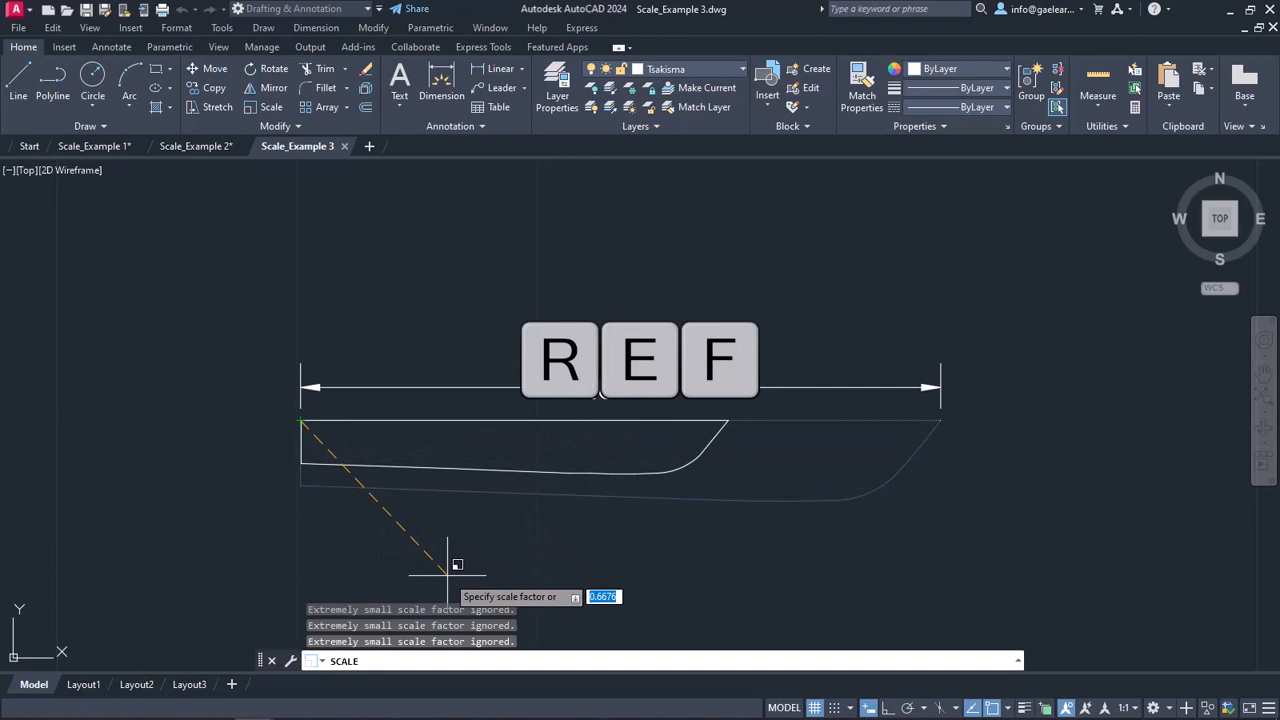 Drafting & Annotation
Share
Autodesk AutoCAD 2024 Scale_Example 3.dwg
Type a keyword or phrase
info@gaelear...
File Edit View Insert Format Tools Draw Dimension Modify Parametric Window Help Express
Home Insert Annotate Parametric View Manage Output Add-ins Collaborate Express Tools Featured Apps
Line
Polyline
Circle
Arc
Draw
Move Rotate Trim
Copy Mirror Fillet
Stretch Scale Array
Modify
Text
Dimension
Linear
Leader
Table
Annotation
Layer
Properties
Tsakisma
Make Current
Match Layer
Layers
Insert
Create
Edit
Block
Match
Properties
ByLayer
ByLayer
ByLayer
Properties
Group
Groups
Measure
Utilities
Paste
Clipboard
Base
View
Start Scale_Example 1* Scale_Example 2* Scale_Example 3
[−][Top][2D Wireframe]
N
W TOP E
S
WCS
R E F
Specify scale factor or 0.6676
Extremely small scale factor ignored.
Extremely small scale factor ignored.
Extremely small scale factor ignored.
Y
X
SCALE
Model Layout1 Layout2 Layout3
MODEL 1:1